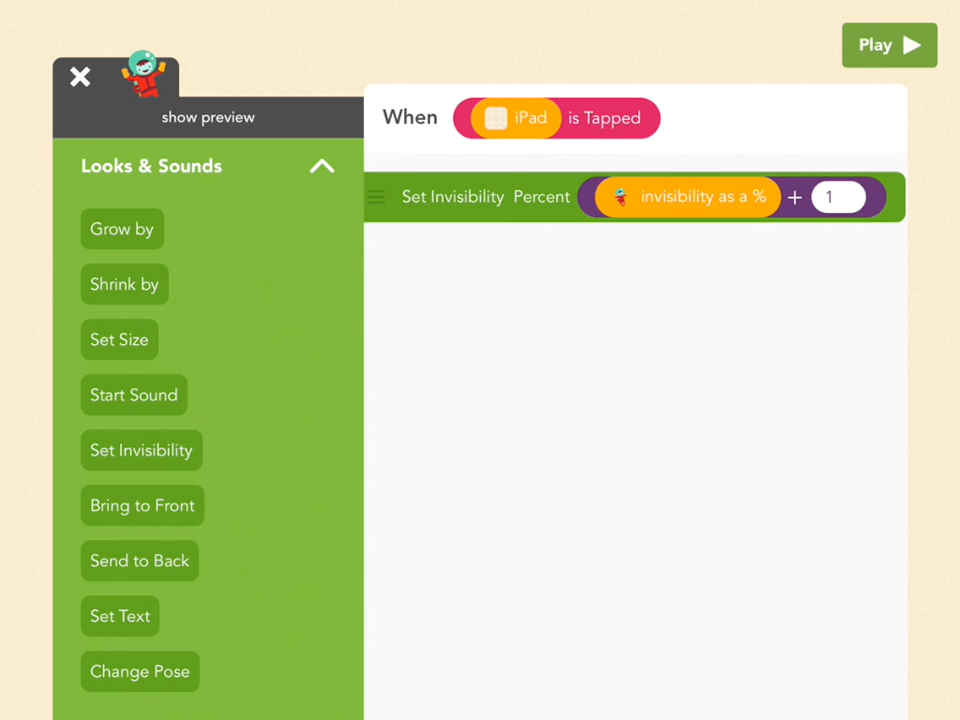 Play
show preview
When iPad is Tapped
Looks & Sounds
Set Invisibility Percent invisibility as a % + 1
Grow by
Shrink by
Set Size
Start Sound
Set Invisibility
Bring to Front
Send to Back
Set Text
Change Pose